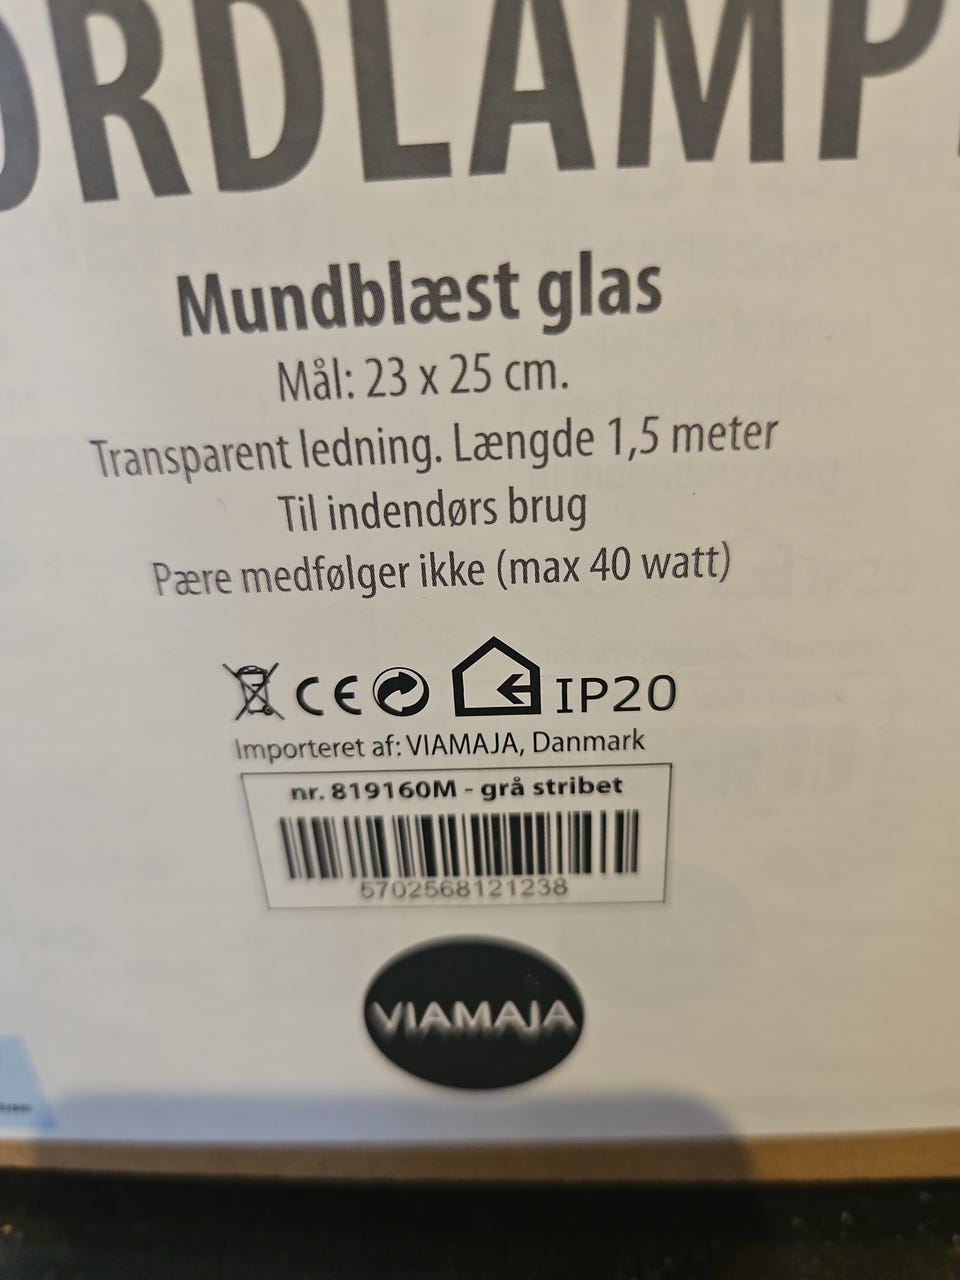 ORDLAMP
Mundblæst glas
Mål: 23 x 25 cm.
Transparent ledning. Længde 1,5 meter
Til indendørs brug
Pære medfølger ikke (max 40 watt)
CE IP20
Importeret af: VIAMAJA, Danmark
nr. 819160M - grå stribet
5702568121238
VIAMAJA